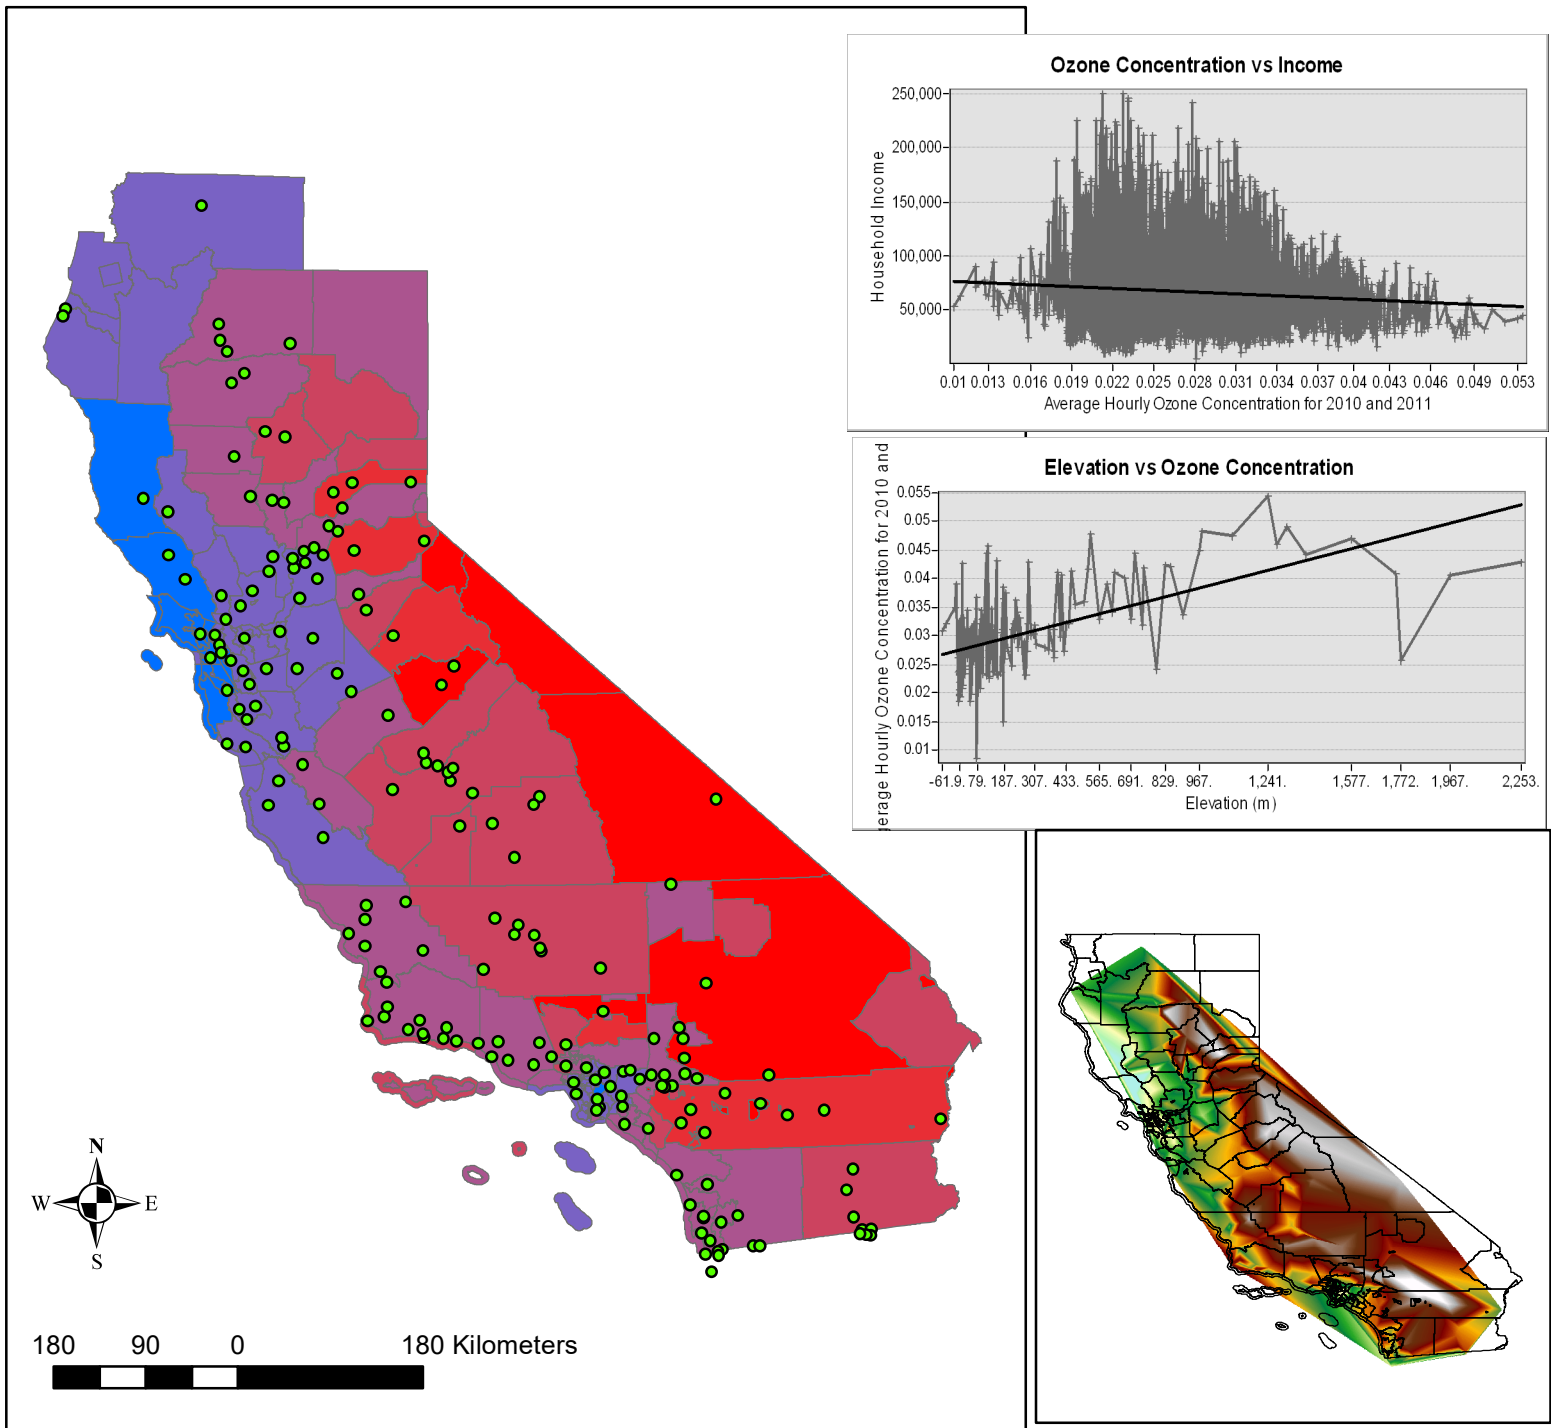 Ozone Concentration vs Income
250,000
200,000
150,000
100,000
50,000
Household Income
0.01 0.013 0.016 0.019 0.022 0.025 0.028 0.031 0.034 0.037 0.04 0.043 0.046 0.049 0.053
Average Hourly Ozone Concentration for 2010 and 2011
Elevation vs Ozone Concentration
0.055
0.05
0.045
0.04
0.035
0.03
0.025
0.02
0.015
0.01
erage Hourly Ozone Concentration for 2010 and
-61.9. 79. 187. 307. 433. 565. 691. 829. 967. 1,241. 1,577. 1,772. 1,967. 2,253.
Elevation (m)
N
W E
S
180 90 0 180 Kilometers